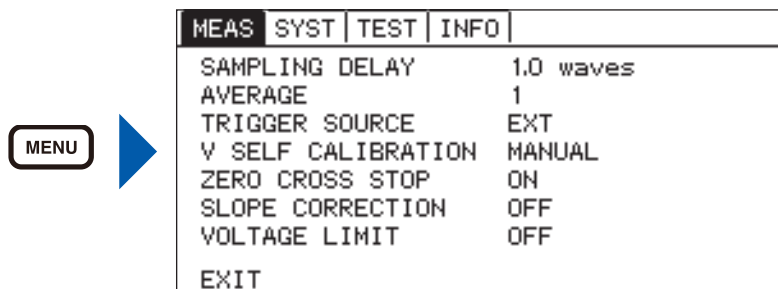 MEAS SYST TEST INFO
SAMPLING DELAY 1.0 waves
AVERAGE 1
TRIGGER SOURCE EXT
MENU
V SELF CALIBRATION MANUAL
ZERO CROSS STOP ON
SLOPE CORRECTION OFF
VOLTAGE LIMIT OFF
EXIT